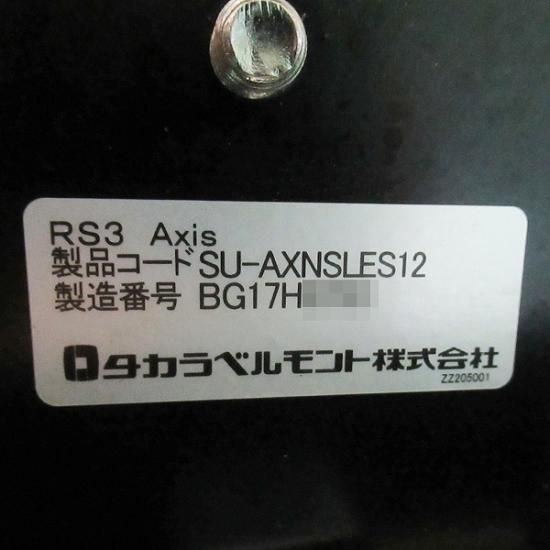 RS3 Axis
製品コード SU-AXNSLES12
製造番号 BG17H
タカラベルモント株式会社
ZZ205001